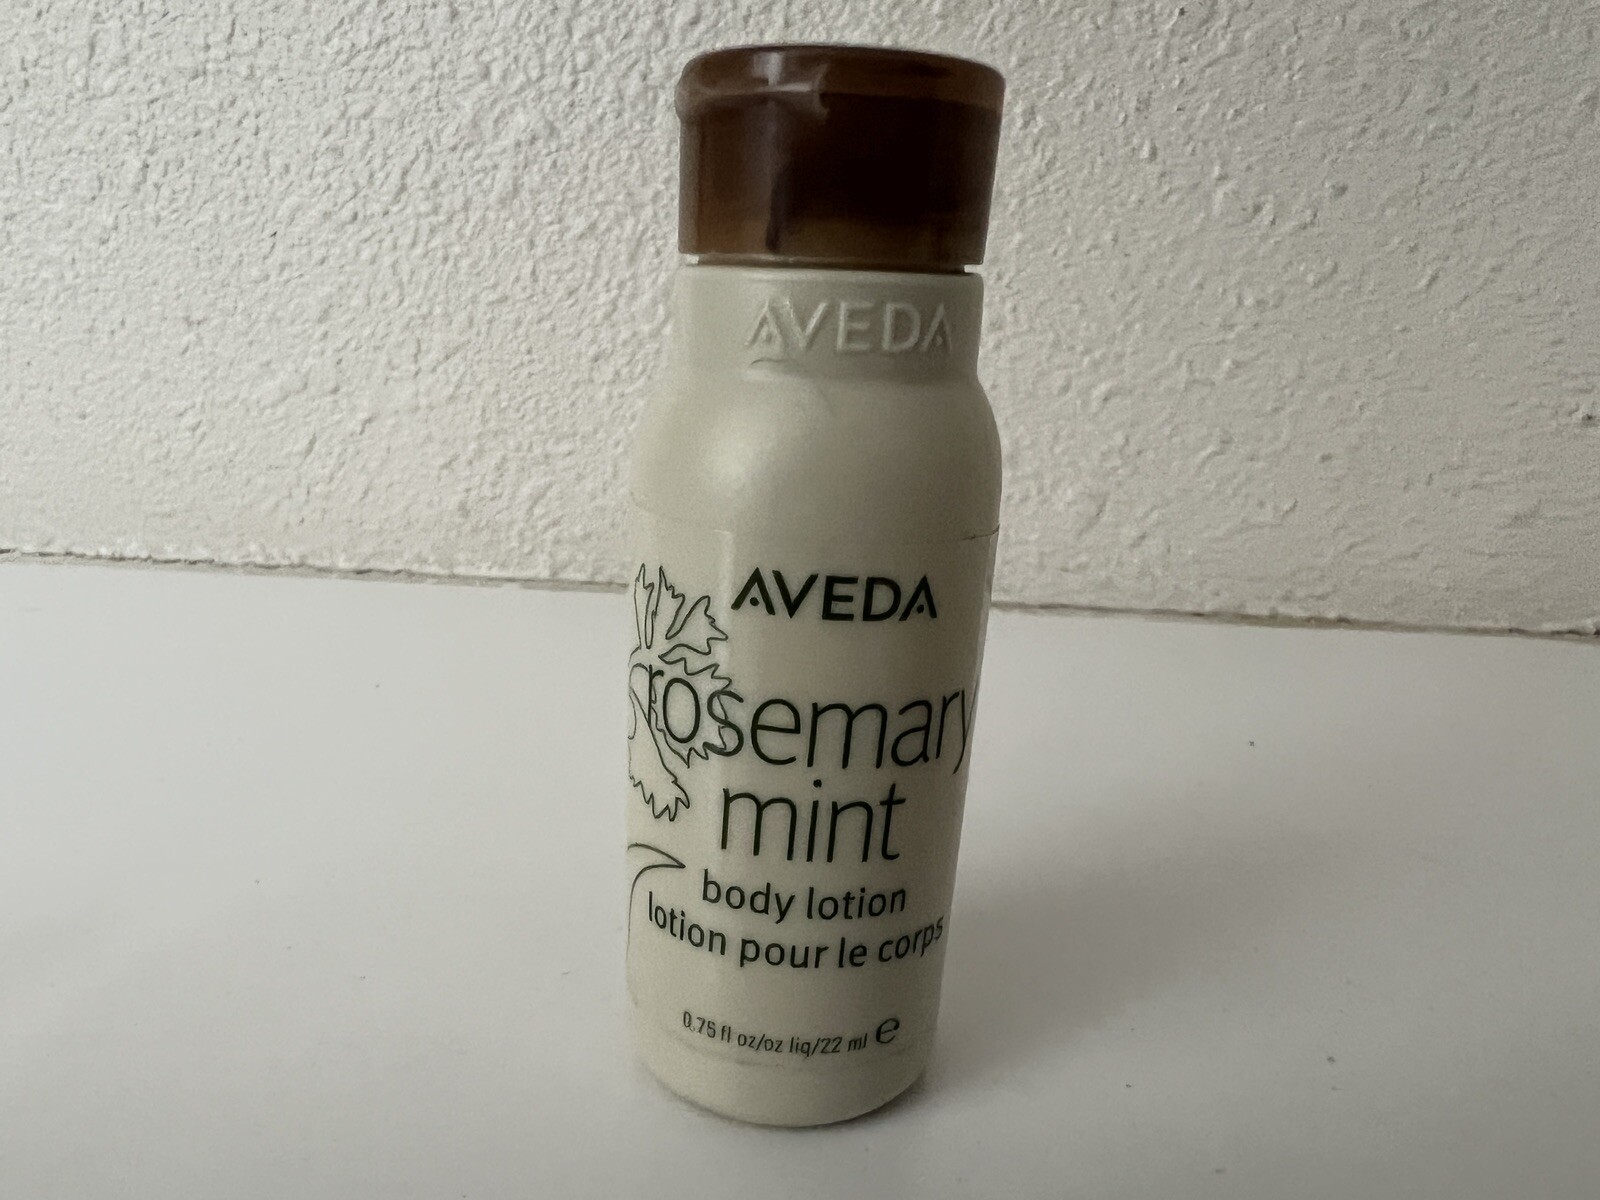 AVEDA
AVEDA
rosemary
mint
body lotion
lotion pour le corps
0.75 fl oz/oz liq/22 ml ℮